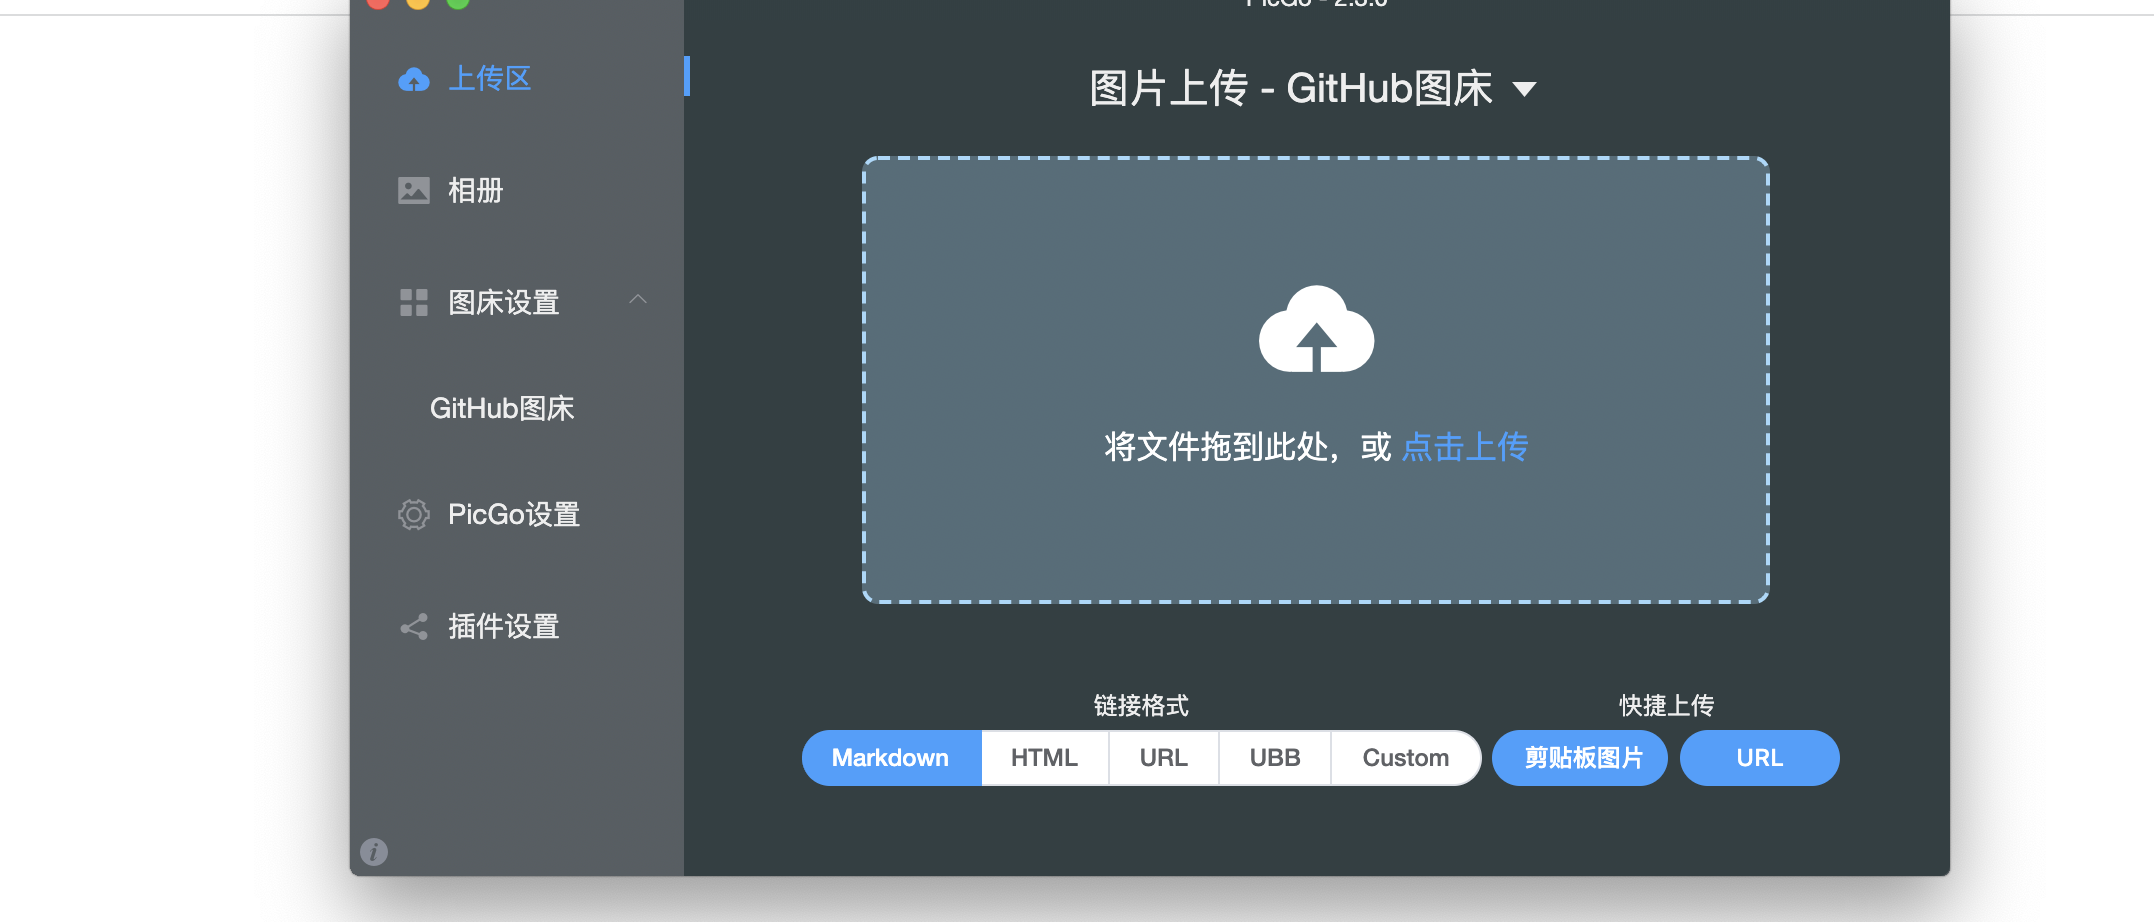 上传区
相册
图床设置
GitHub图床
PicGo设置
插件设置
图片上传 - GitHub图床
将文件拖到此处，或 点击上传
链接格式
快捷上传
Markdown HTML URL UBB Custom 剪贴板图片 URL